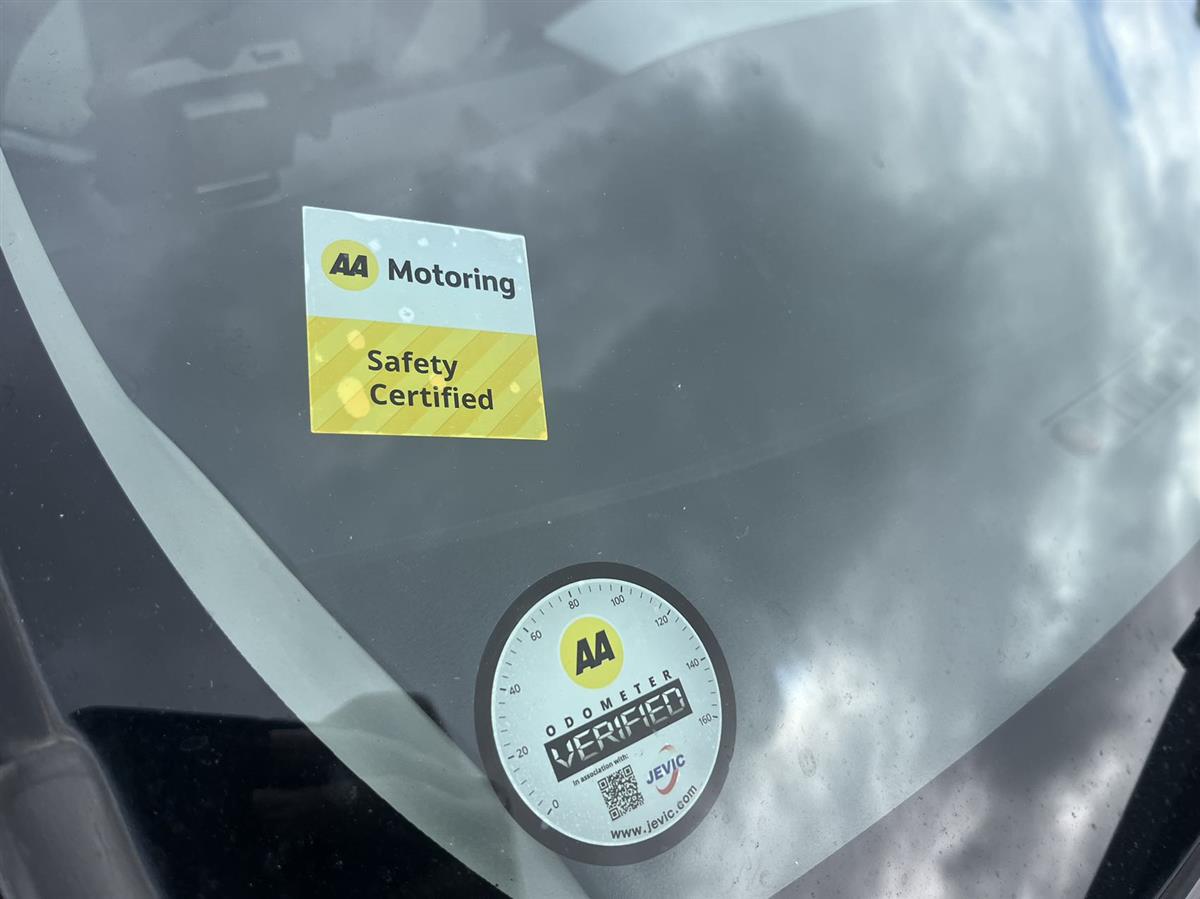 AA Motoring
Safety
Certified
0 20 40 60 80 100 120 140 160
AA
ODOMETER
VERIFIED
In association with:
JEVIC
www.jevic.com